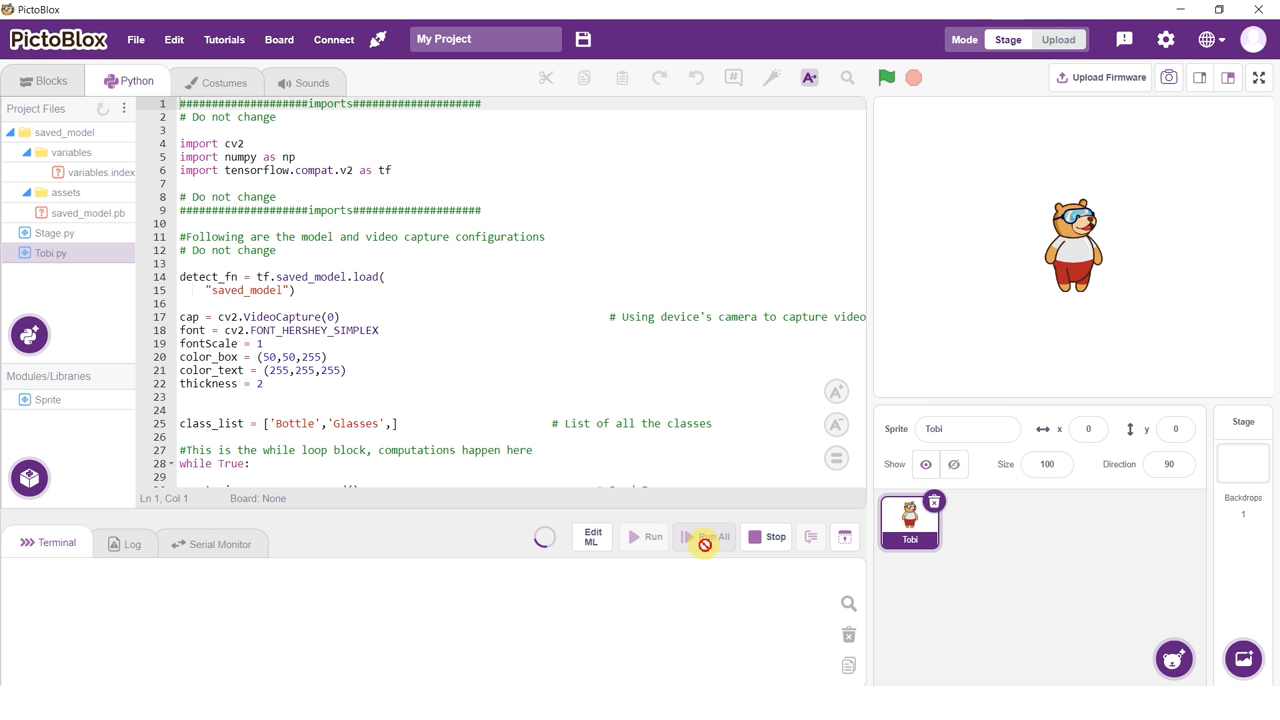 PictoBlox
PictoBlox File Edit Tutorials Board Connect My Project Mode Stage Upload
Blocks Python Costumes Sounds Upload Firmware
Project Files
saved_model
variables
variables.index
assets
saved_model.pb
Stage.py
Tobi.py
Modules/Libraries
Sprite
1 ####################imports####################
2 # Do not change
3
4 import cv2
5 import numpy as np
6 import tensorflow.compat.v2 as tf
7
8 # Do not change
9 ####################imports####################
10
11 #Following are the model and video capture configurations
12 # Do not change
13
14 detect_fn = tf.saved_model.load(
15 "saved_model")
16
17 cap = cv2.VideoCapture(0) # Using device's camera to capture video
18 font = cv2.FONT_HERSHEY_SIMPLEX
19 fontScale = 1
20 color_box = (50,50,255)
21 color_text = (255,255,255)
22 thickness = 2
23
24
25 class_list = ['Bottle','Glasses',] # List of all the classes
26
27 #This is the while loop block, computations happen here
28 while True:
29
Ln 1, Col 1 Board: None
Terminal Log Serial Monitor Edit ML Run Run All Stop
Sprite Tobi x 0 y 0
Show Size 100 Direction 90
Tobi
Stage
Backdrops
1